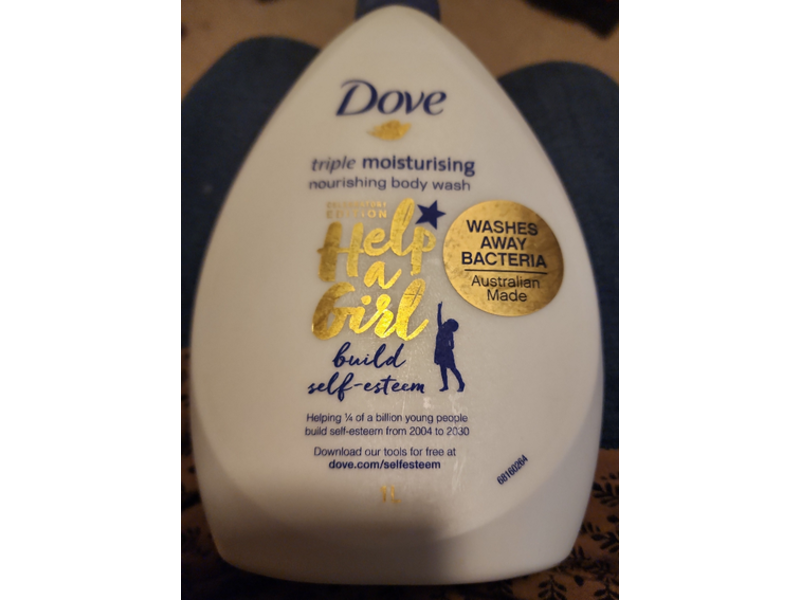 Dove
triple moisturising
nourishing body wash
EDITION
Help
a
Girl
build
self-esteem
WASHES
AWAY
BACTERIA
Australian
Made
Helping ¼ of a billion young people
build self-esteem from 2004 to 2030
Download our tools for free at
dove.com/selfesteem
68160264
1L